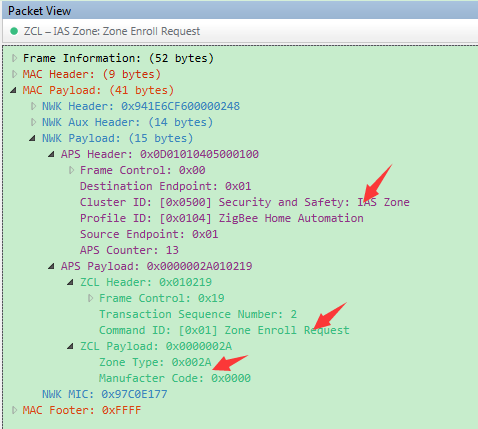 Packet View
ZCL – IAS Zone: Zone Enroll Request
Frame Information: (52 bytes)
MAC Header: (9 bytes)
MAC Payload: (41 bytes)
NWK Header: 0x941E6CF600000248
NWK Aux Header: (14 bytes)
NWK Payload: (15 bytes)
APS Header: 0x0D01010405000100
Frame Control: 0x00
Destination Endpoint: 0x01
Cluster ID: [0x0500] Security and Safety: IAS Zone
Profile ID: [0x0104] ZigBee Home Automation
Source Endpoint: 0x01
APS Counter: 13
APS Payload: 0x0000002A010219
ZCL Header: 0x010219
Frame Control: 0x19
Transaction Sequence Number: 2
Command ID: [0x01] Zone Enroll Request
ZCL Payload: 0x0000002A
Zone Type: 0x002A
Manufacter Code: 0x0000
NWK MIC: 0x97C0E177
MAC Footer: 0xFFFF